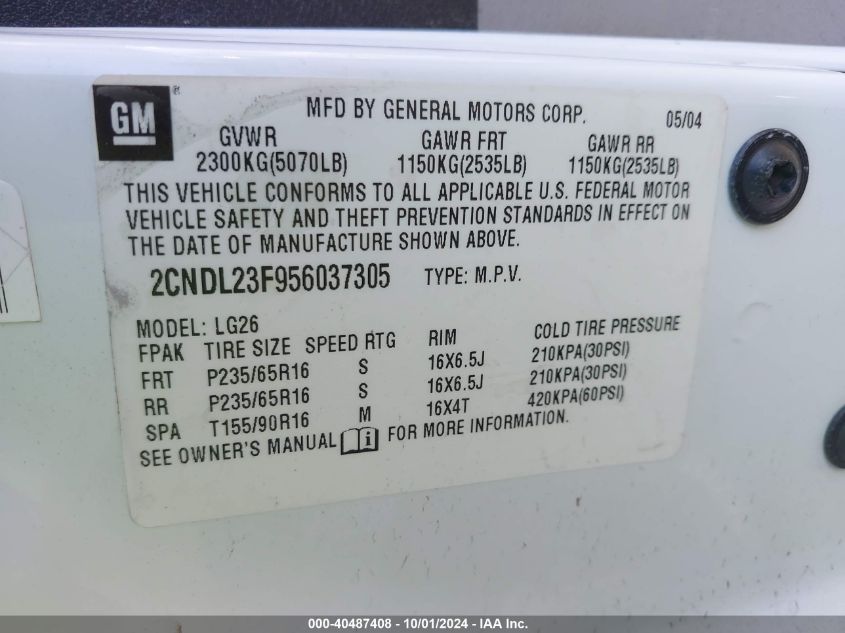 GM
®
MFD BY GENERAL MOTORS CORP. 05/04
GVWR GAWR FRT GAWR RR
2300KG(5070LB) 1150KG(2535LB) 1150KG(2535LB)
THIS VEHICLE CONFORMS TO ALL APPLICABLE U.S. FEDERAL MOTOR
VEHICLE SAFETY AND THEFT PREVENTION STANDARDS IN EFFECT ON
THE DATE OF MANUFACTURE SHOWN ABOVE.
2CNDL23F956037305 TYPE: M.P.V.
MODEL: LG26
FPAK TIRE SIZE SPEED RTG RIM COLD TIRE PRESSURE
FRT P235/65R16 S 16X6.5J 210KPA(30PSI)
RR P235/65R16 S 16X6.5J 210KPA(30PSI)
SPA T155/90R16 M 16X4T 420KPA(60PSI)
SEE OWNER'S MANUAL i FOR MORE INFORMATION.
000-40487408 - 10/01/2024 - IAA Inc.